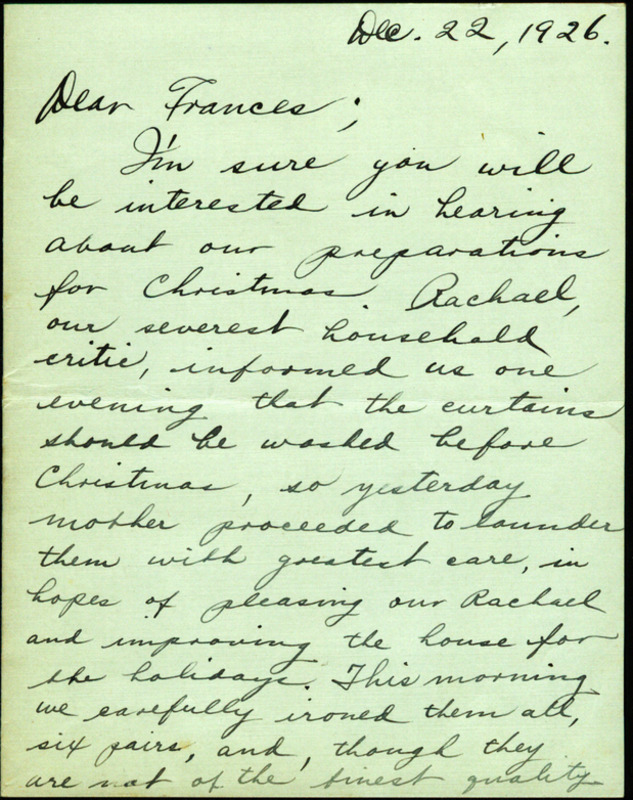 Dec. 22, 1926.
Dear Frances;
I'm sure you will
be interested in hearing
about our preparations
for Christmas. Rachael,
our severest household
critic, informed us one
evening that the curtains
should be washed before
Christmas, so yesterday
mother proceeded to launder
them with greatest care, in
hopes of pleasing our Rachael
and improving the house for
the holidays. This morning
we carefully ironed them all,
six pairs, and, though they
are not of the finest quality